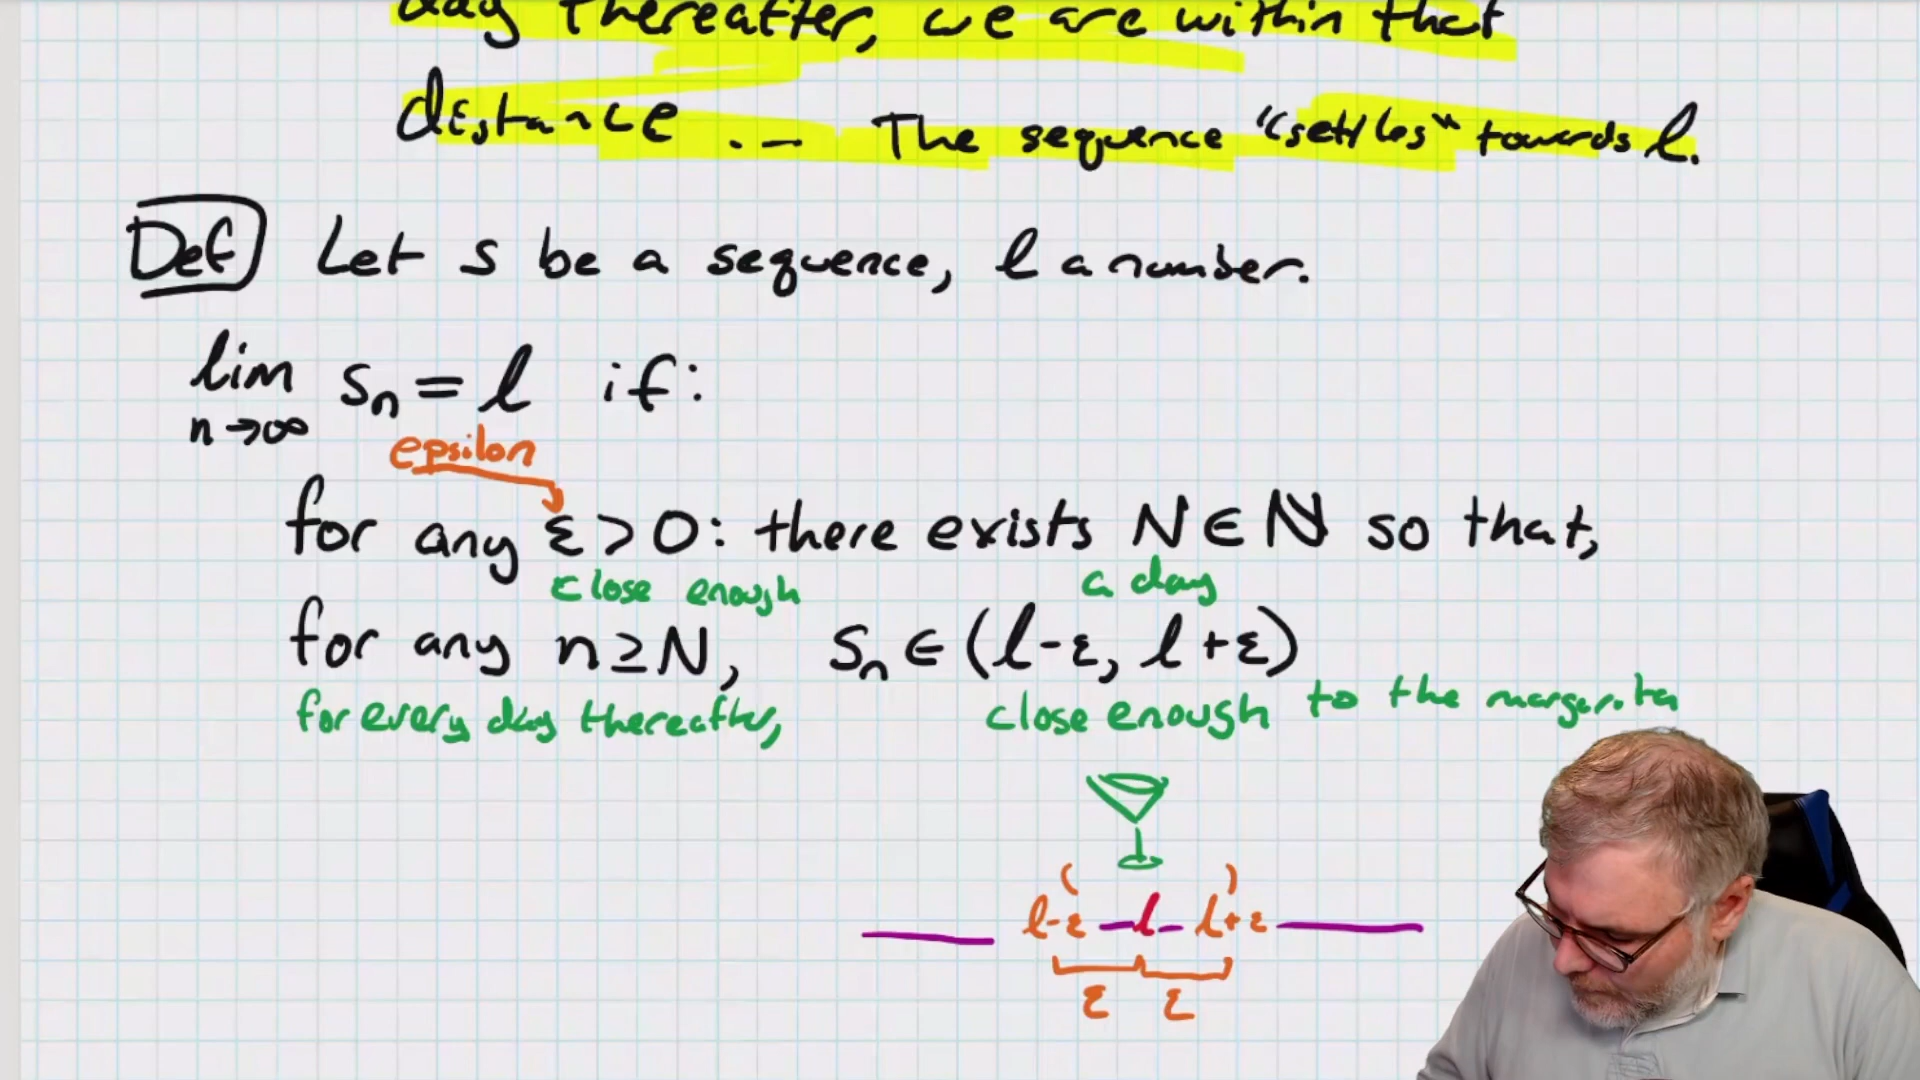 day thereafter, we are within that
distance .— The sequence "settles" towards l.
Def Let s be a sequence, l a number.
lim sₙ = l if:
n→∞
epsilon
for any ε > 0: there exists N ∈ ℕ so that,
close enough a day
for any n ≥ N, sₙ ∈ (l-ε, l+ε)
for every day thereafter, close enough to the margarita
( )
l-ε l l+ε
ε ε